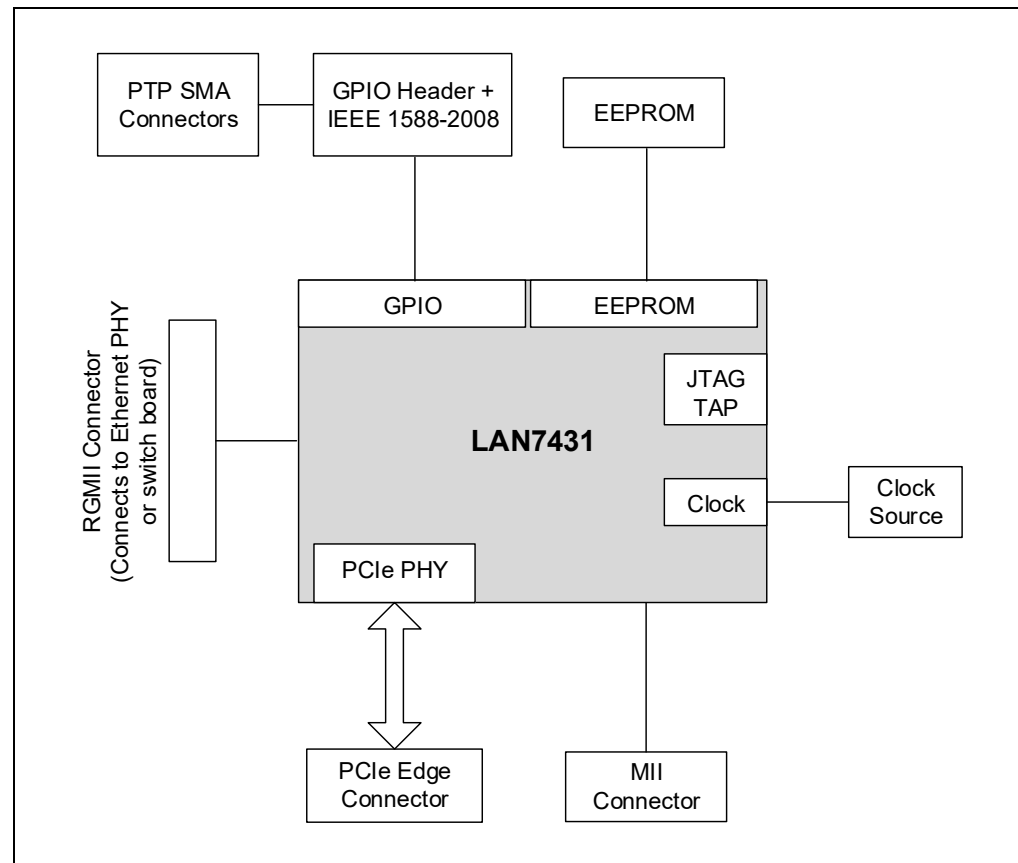 PTP SMA
Connectors
GPIO Header +
IEEE 1588-2008
EEPROM
GPIO
EEPROM
JTAG
TAP
LAN7431
RGMII Connector
(Connects to Ethernet PHY
or switch board)
Clock
Clock
Source
PCIe PHY
PCIe Edge
Connector
MII
Connector